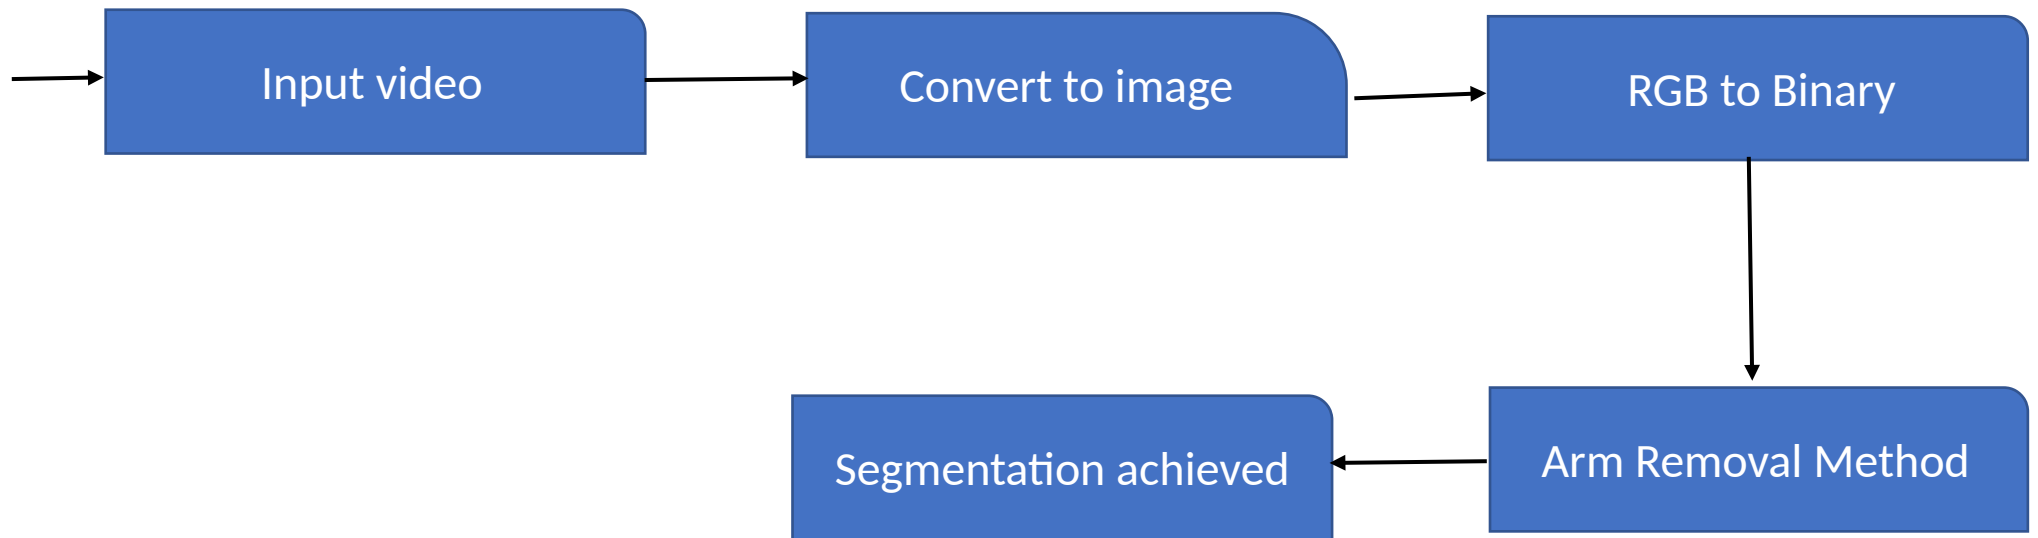 Input video
Convert to image
RGB to Binary
Arm Removal Method
Segmentation achieved